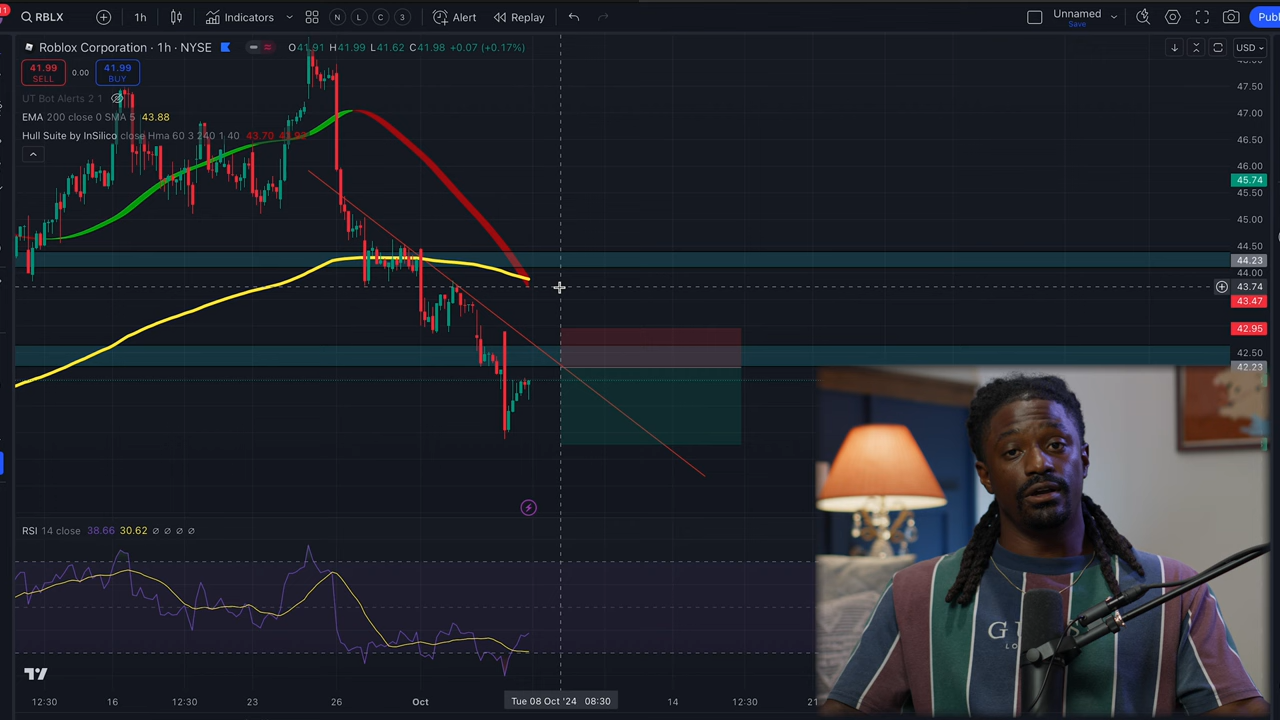 11
RBLX
1h
Indicators
N L C 3
Alert
Replay
Unnamed
Save
Publ
Roblox Corporation · 1h · NYSE
O41.91 H41.99 L41.62 C41.98 +0.07 (+0.17%)
USD
41.99
SELL
0.00
41.99
BUY
UT Bot Alerts 2 1
EMA 200 close 0 SMA 5 43.88
Hull Suite by InSilico close Hma 60 3 240 1 40 43.70
48.00
47.50
47.00
46.50
46.00
45.74
45.50
45.00
44.50
44.23
44.00
43.74
43.47
42.95
42.50
42.23
RSI 14 close 38.66 30.62 ∅ ∅ ∅ ∅
G U S
LO
12:30
16
12:30
23
26
Oct
Tue 08 Oct '24 08:30
14
12:30
21